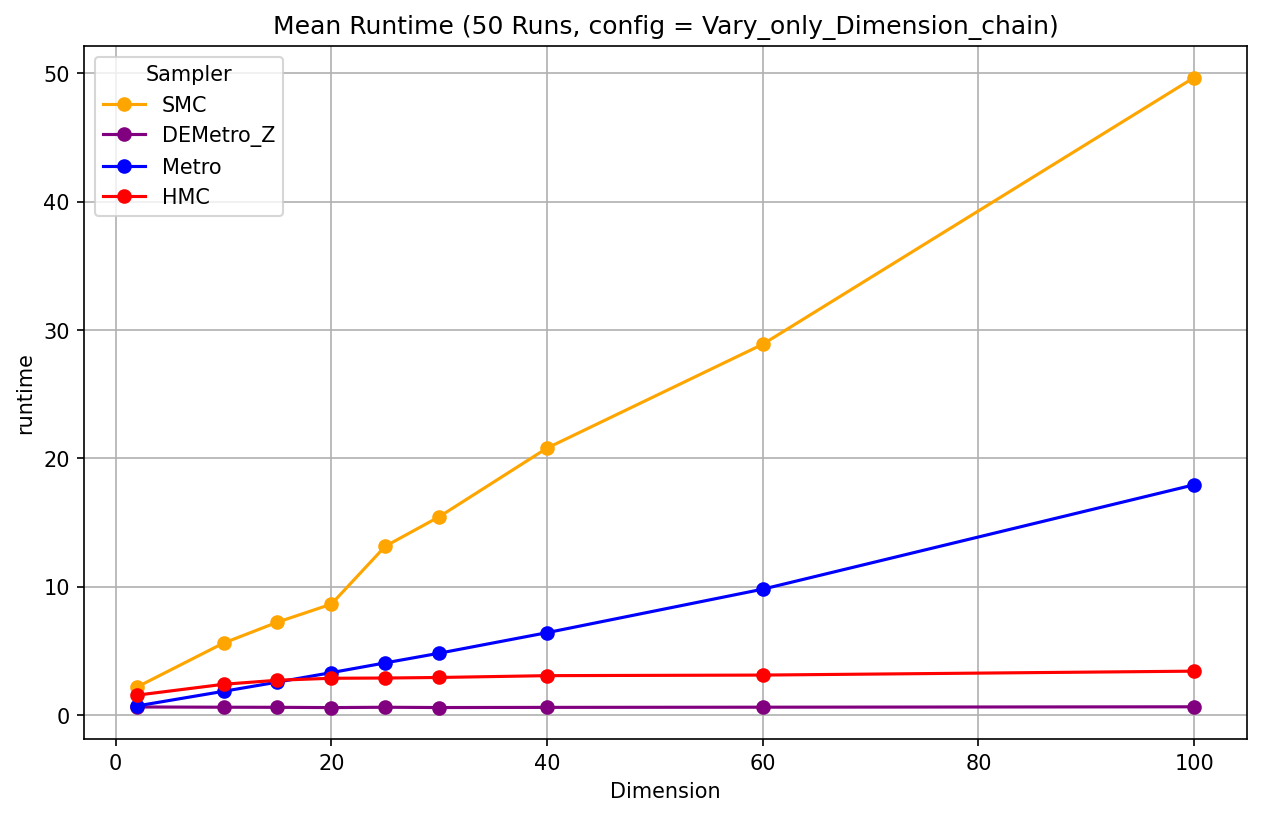 Mean Runtime (50 Runs, config = Vary_only_Dimension_chain)
Sampler
SMC
DEMetro_Z
Metro
HMC
50
40
30
20
10
0
runtime
0 20 40 60 80 100
Dimension